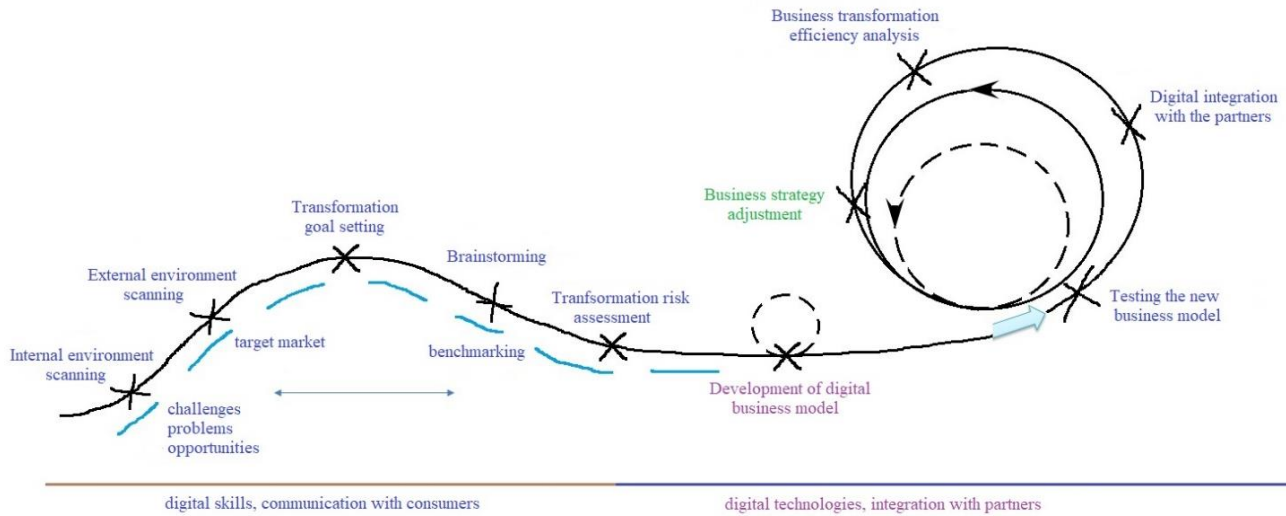 Business transformation
efficiency analysis
Digital integration
with the partners
Business strategy
adjustment
Transformation
goal setting
Brainstorming
External environment
scanning
Tranfsormation risk
assessment
Testing the new
business model
target market
benchmarking
Internal environment
scanning
Development of digital
business model
challenges
problems
opportunities
digital skills, communication with consumers
digital technologies, integration with partners